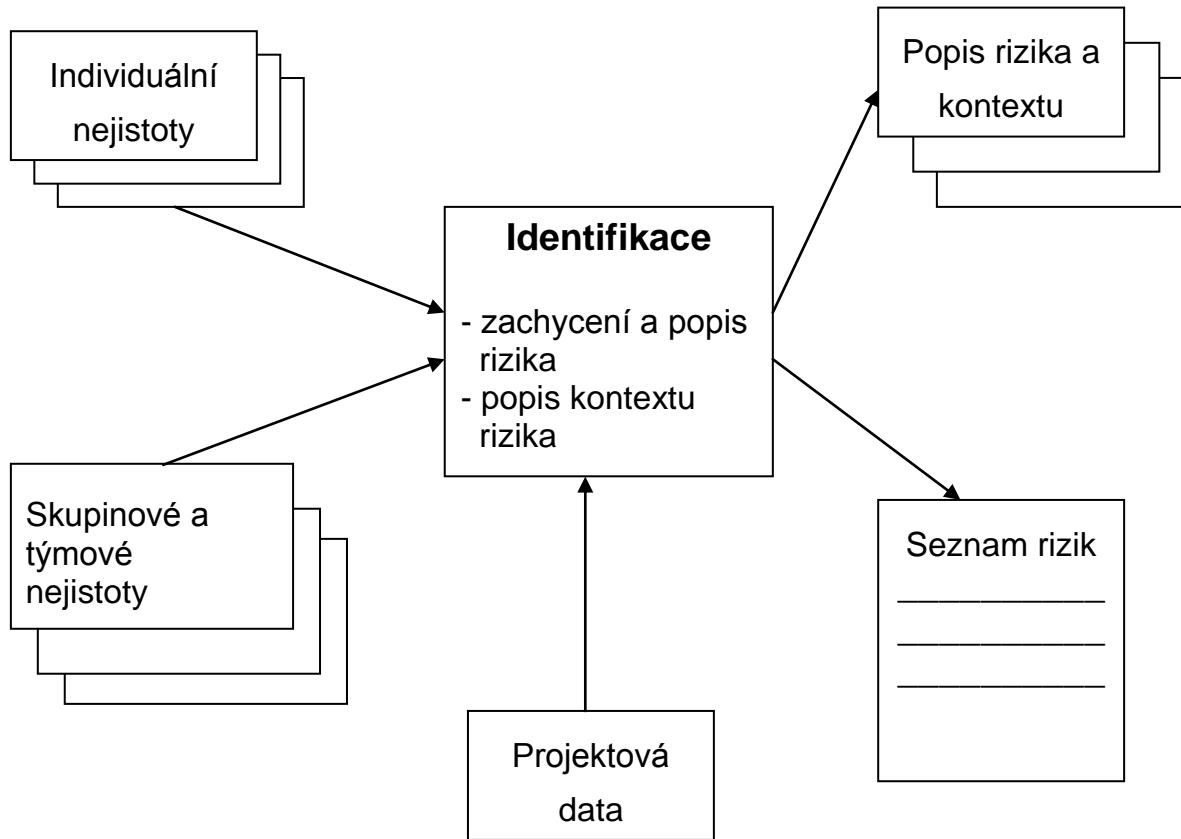 Individuální
nejistoty
Popis rizika a
kontextu
Identifikace
- zachycení a popis
rizika
- popis kontextu
rizika
Skupinové a
týmové
nejistoty
Seznam rizik
Projektová
data